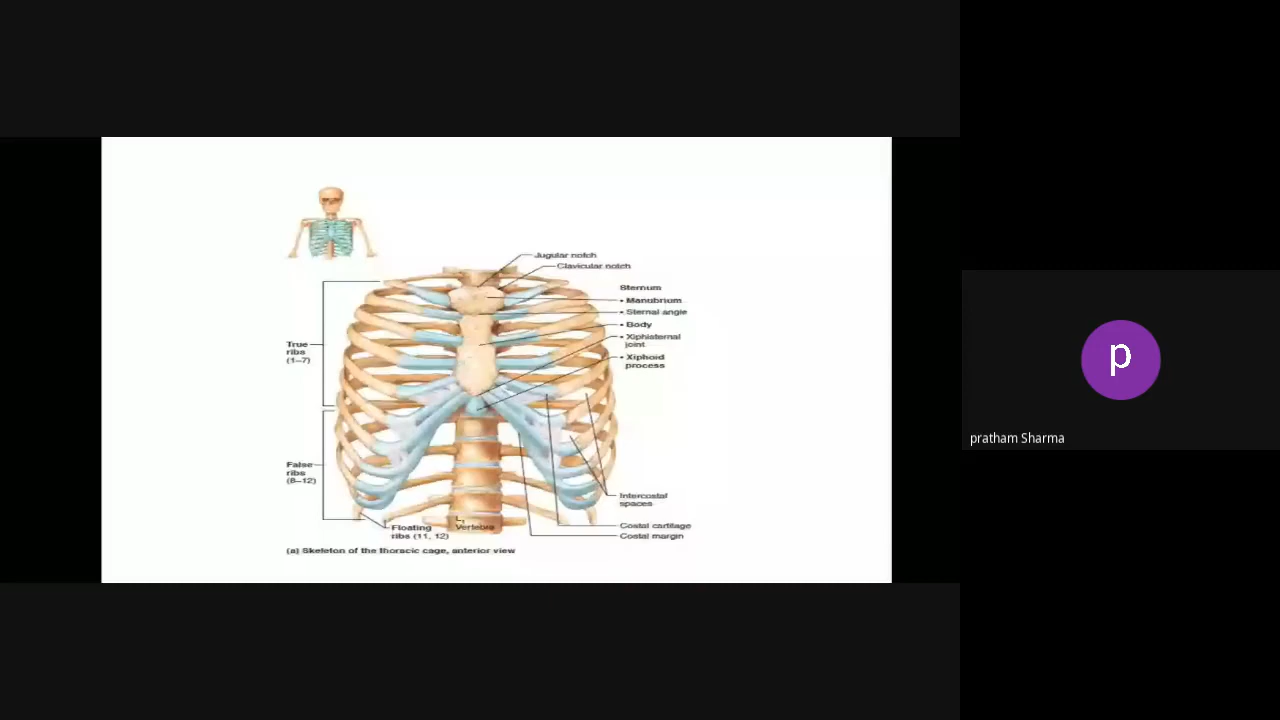 Jugular notch
Clavicular notch
Sternum
• Manubrium
• Sternal angle
• Body
• Xiphisternal
joint
• Xiphoid
process
True
ribs
(1–7)
False
ribs
(8–12)
Intercostal
spaces
Costal cartilage
Costal margin
L₁
Vertebra
Floating
ribs (11, 12)
(a) Skeleton of the thoracic cage, anterior view
p
pratham Sharma